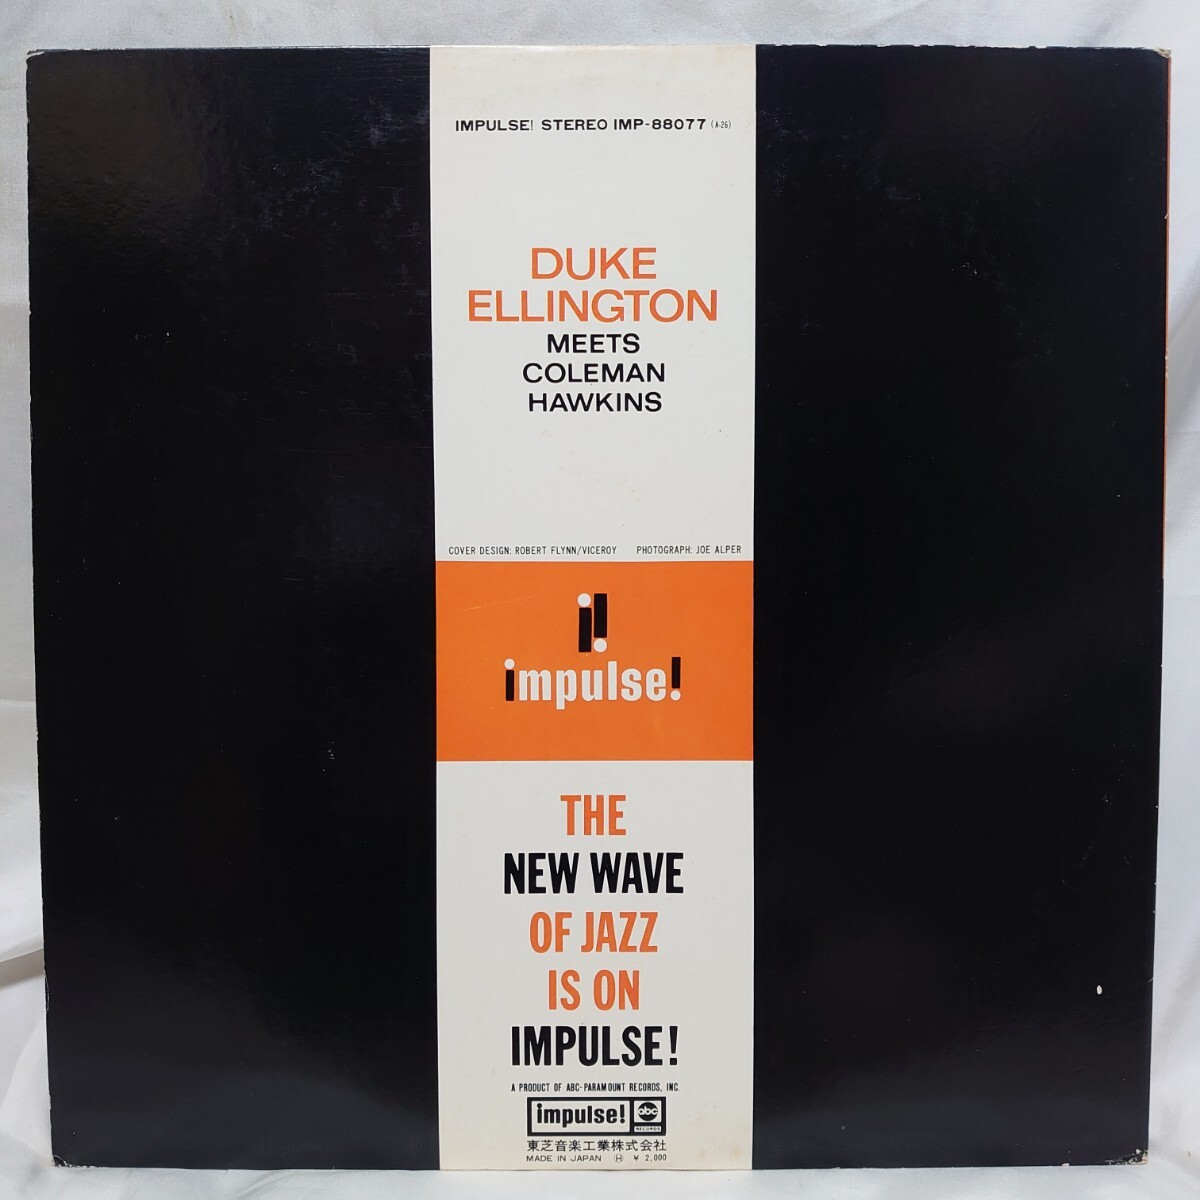 IMPULSE! STEREO IMP-88077 (A-26)
DUKE
ELLINGTON
MEETS
COLEMAN
HAWKINS
COVER DESIGN: ROBERT FLYNN/VICEROY PHOTOGRAPH: JOE ALPER
i!
impulse!
THE
NEW WAVE
OF JAZZ
IS ON
IMPULSE!
A PRODUCT OF ABC-PARAMOUNT RECORDS, INC.
impulse! abc
RECORDS
東芝音楽工業株式会社
MADE IN JAPAN Ⓗ ¥ 2,000